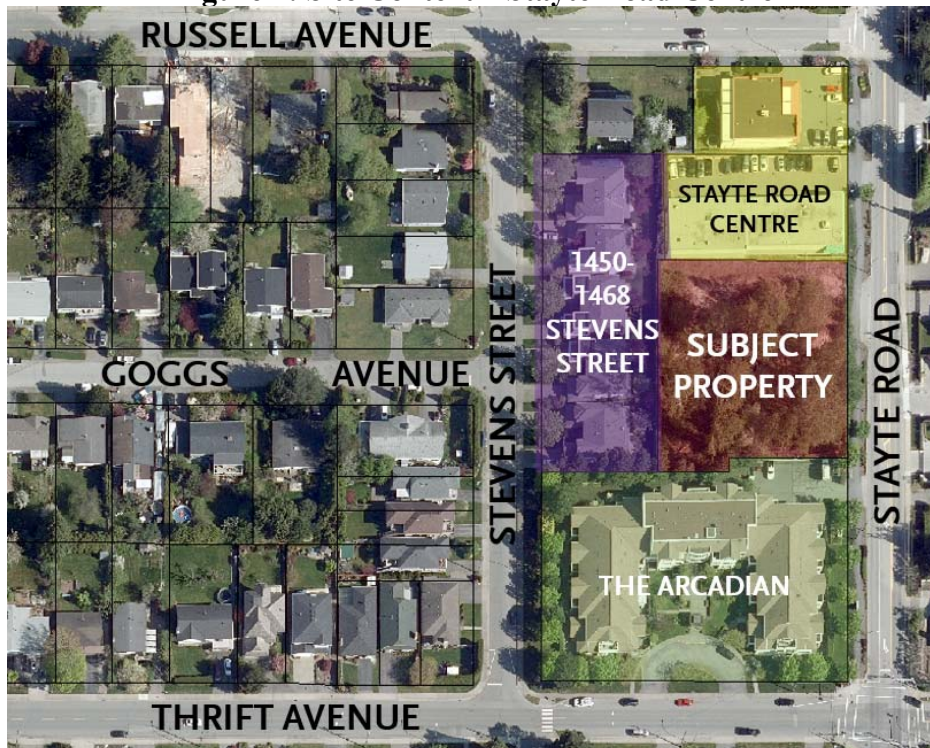 RUSSELL AVENUE
STAYTE ROAD
CENTRE
1450-
1468
STEVENS
STREET
SUBJECT
PROPERTY
GOGGS AVENUE
STEVENS STREET
STAYTE ROAD
THE ARCADIAN
THRIFT AVENUE